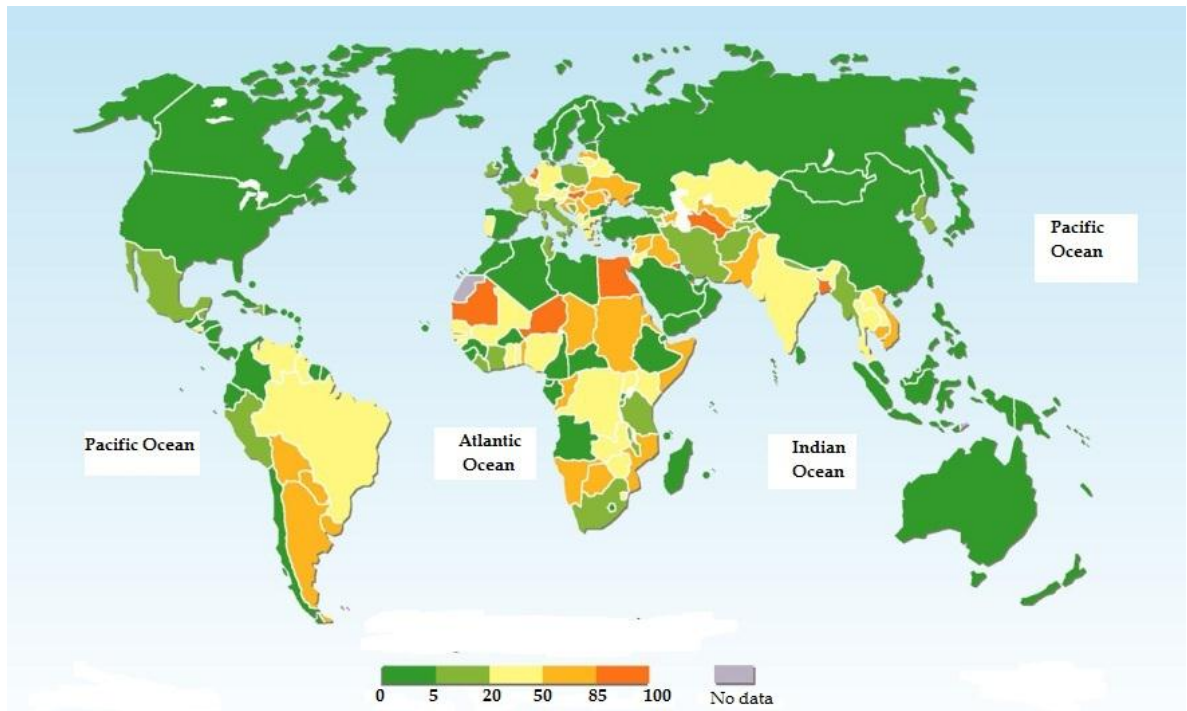 Pacific
Ocean
Pacific Ocean
Atlantic
Ocean
Indian
Ocean
0 5 20 50 85 100
No data